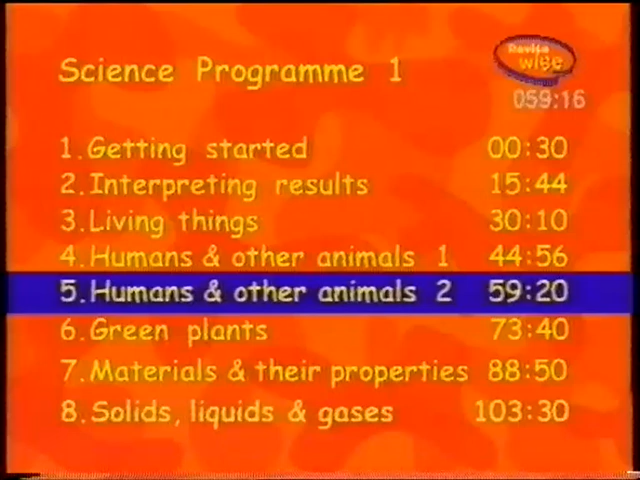 Revise
wise
Science Programme 1
059:16
1. Getting started 00:30
2. Interpreting results 15:44
3. Living things 30:10
4. Humans & other animals 1 44:56
5. Humans & other animals 2 59:20
6. Green plants 73:40
7. Materials & their properties 88:50
8. Solids, liquids & gases 103:30